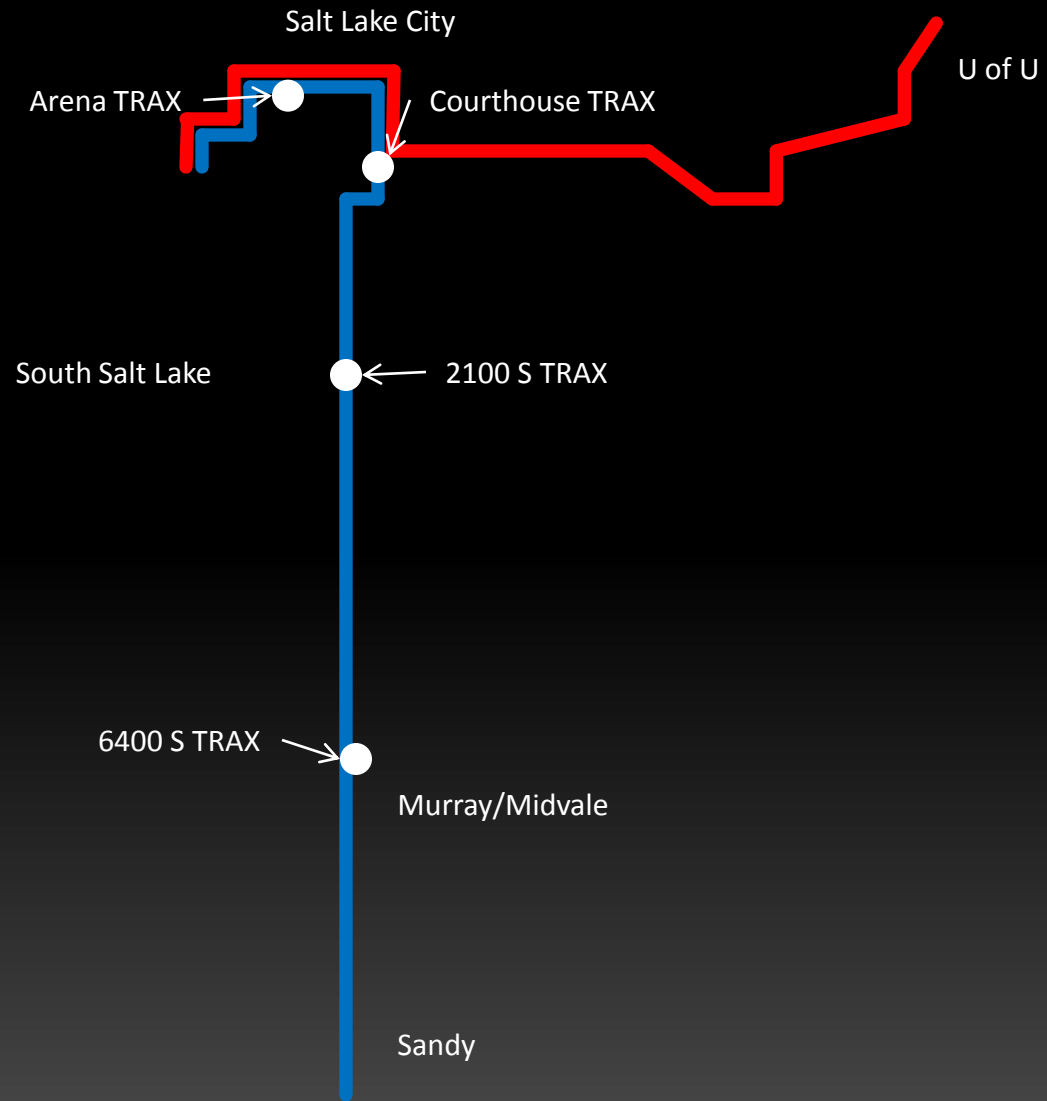 Salt Lake City
U of U
Arena TRAX
Courthouse TRAX
South Salt Lake
2100 S TRAX
6400 S TRAX
Murray/Midvale
Sandy